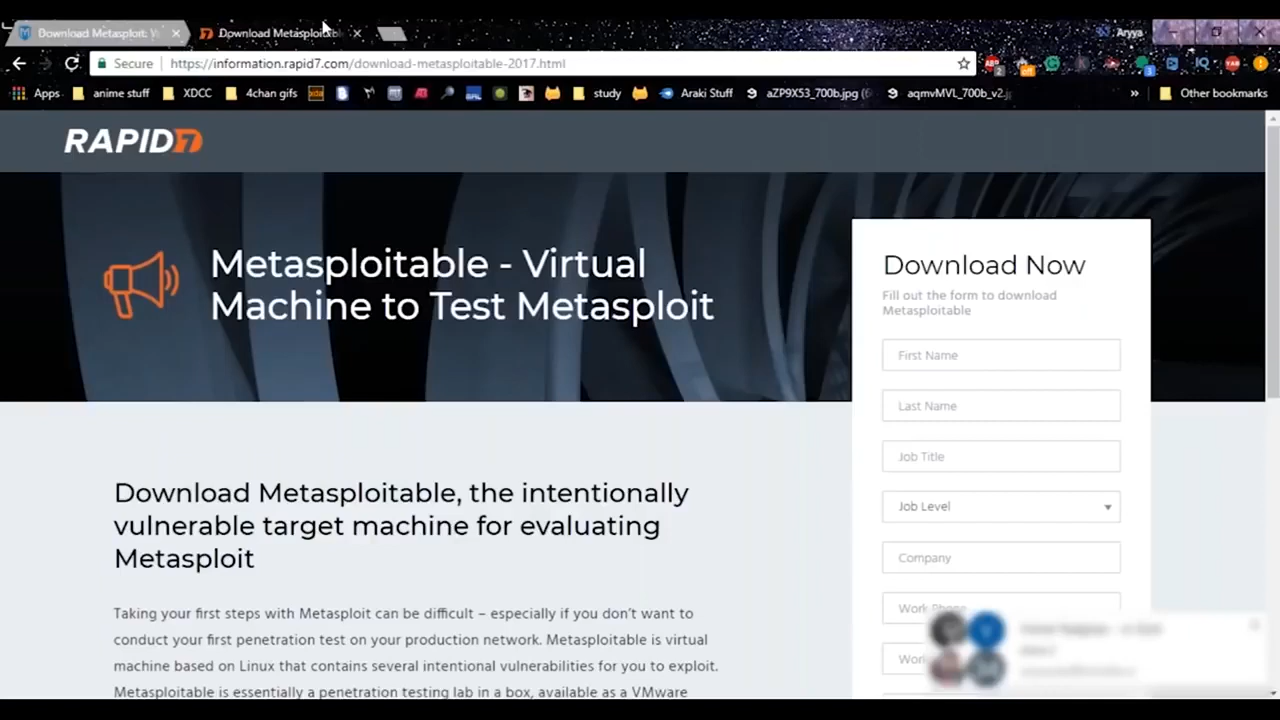 Download Metasploit: V
Download Metasploitabl
Aryya
Secure
https://information.rapid7.com/download-metasploitable-2017.html
Apps
anime stuff
XDCC
4chan gifs
study
Araki Stuff
aZP9X53_700b.jpg (6
aqmvMVL_700b_v2.j
»
Other bookmarks
RAPID7
Metasploitable - Virtual
Machine to Test Metasploit
Download Now
Fill out the form to download
Metasploitable
First Name
Last Name
Job Title
Job Level
Company
Work Phone
Download Metasploitable, the intentionally
vulnerable target machine for evaluating
Metasploit
Taking your first steps with Metasploit can be difficult – especially if you don't want to
conduct your first penetration test on your production network. Metasploitable is virtual
machine based on Linux that contains several intentional vulnerabilities for you to exploit.
Metasploitable is essentially a penetration testing lab in a box, available as a VMware